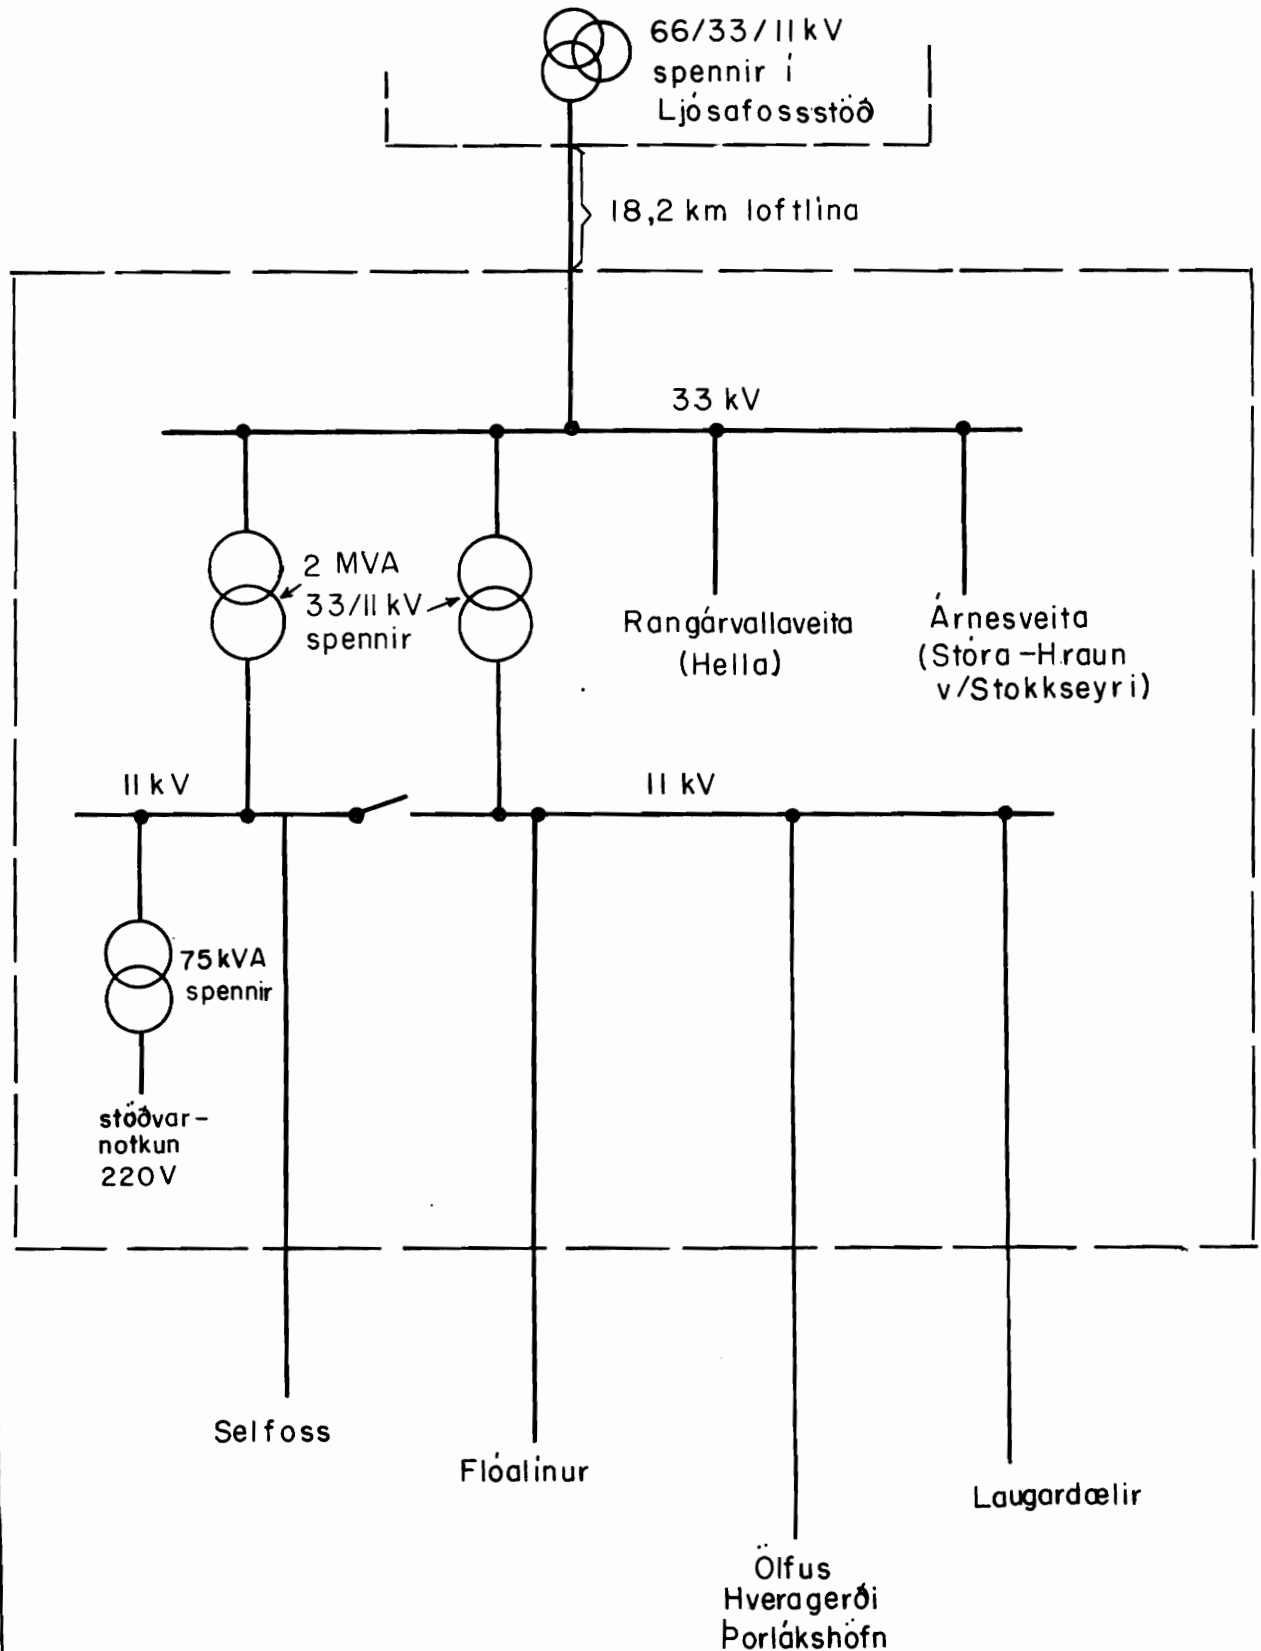 66/33/11 kV
spennir í
Ljósafossstöð
18,2 km loftlína
33 kV
2 MVA
33/11 kV
spennir
Rangárvallaveita
(Hella)
Árnesveita
(Stóra-Hraun
v/Stokkseyri)
11 kV
11 kV
75 kVA
spennir
stöðvar-
notkun
220V
Selfoss
Flóalínur
Laugardælir
Ölfus
Hveragerði
Þorlákshöfn